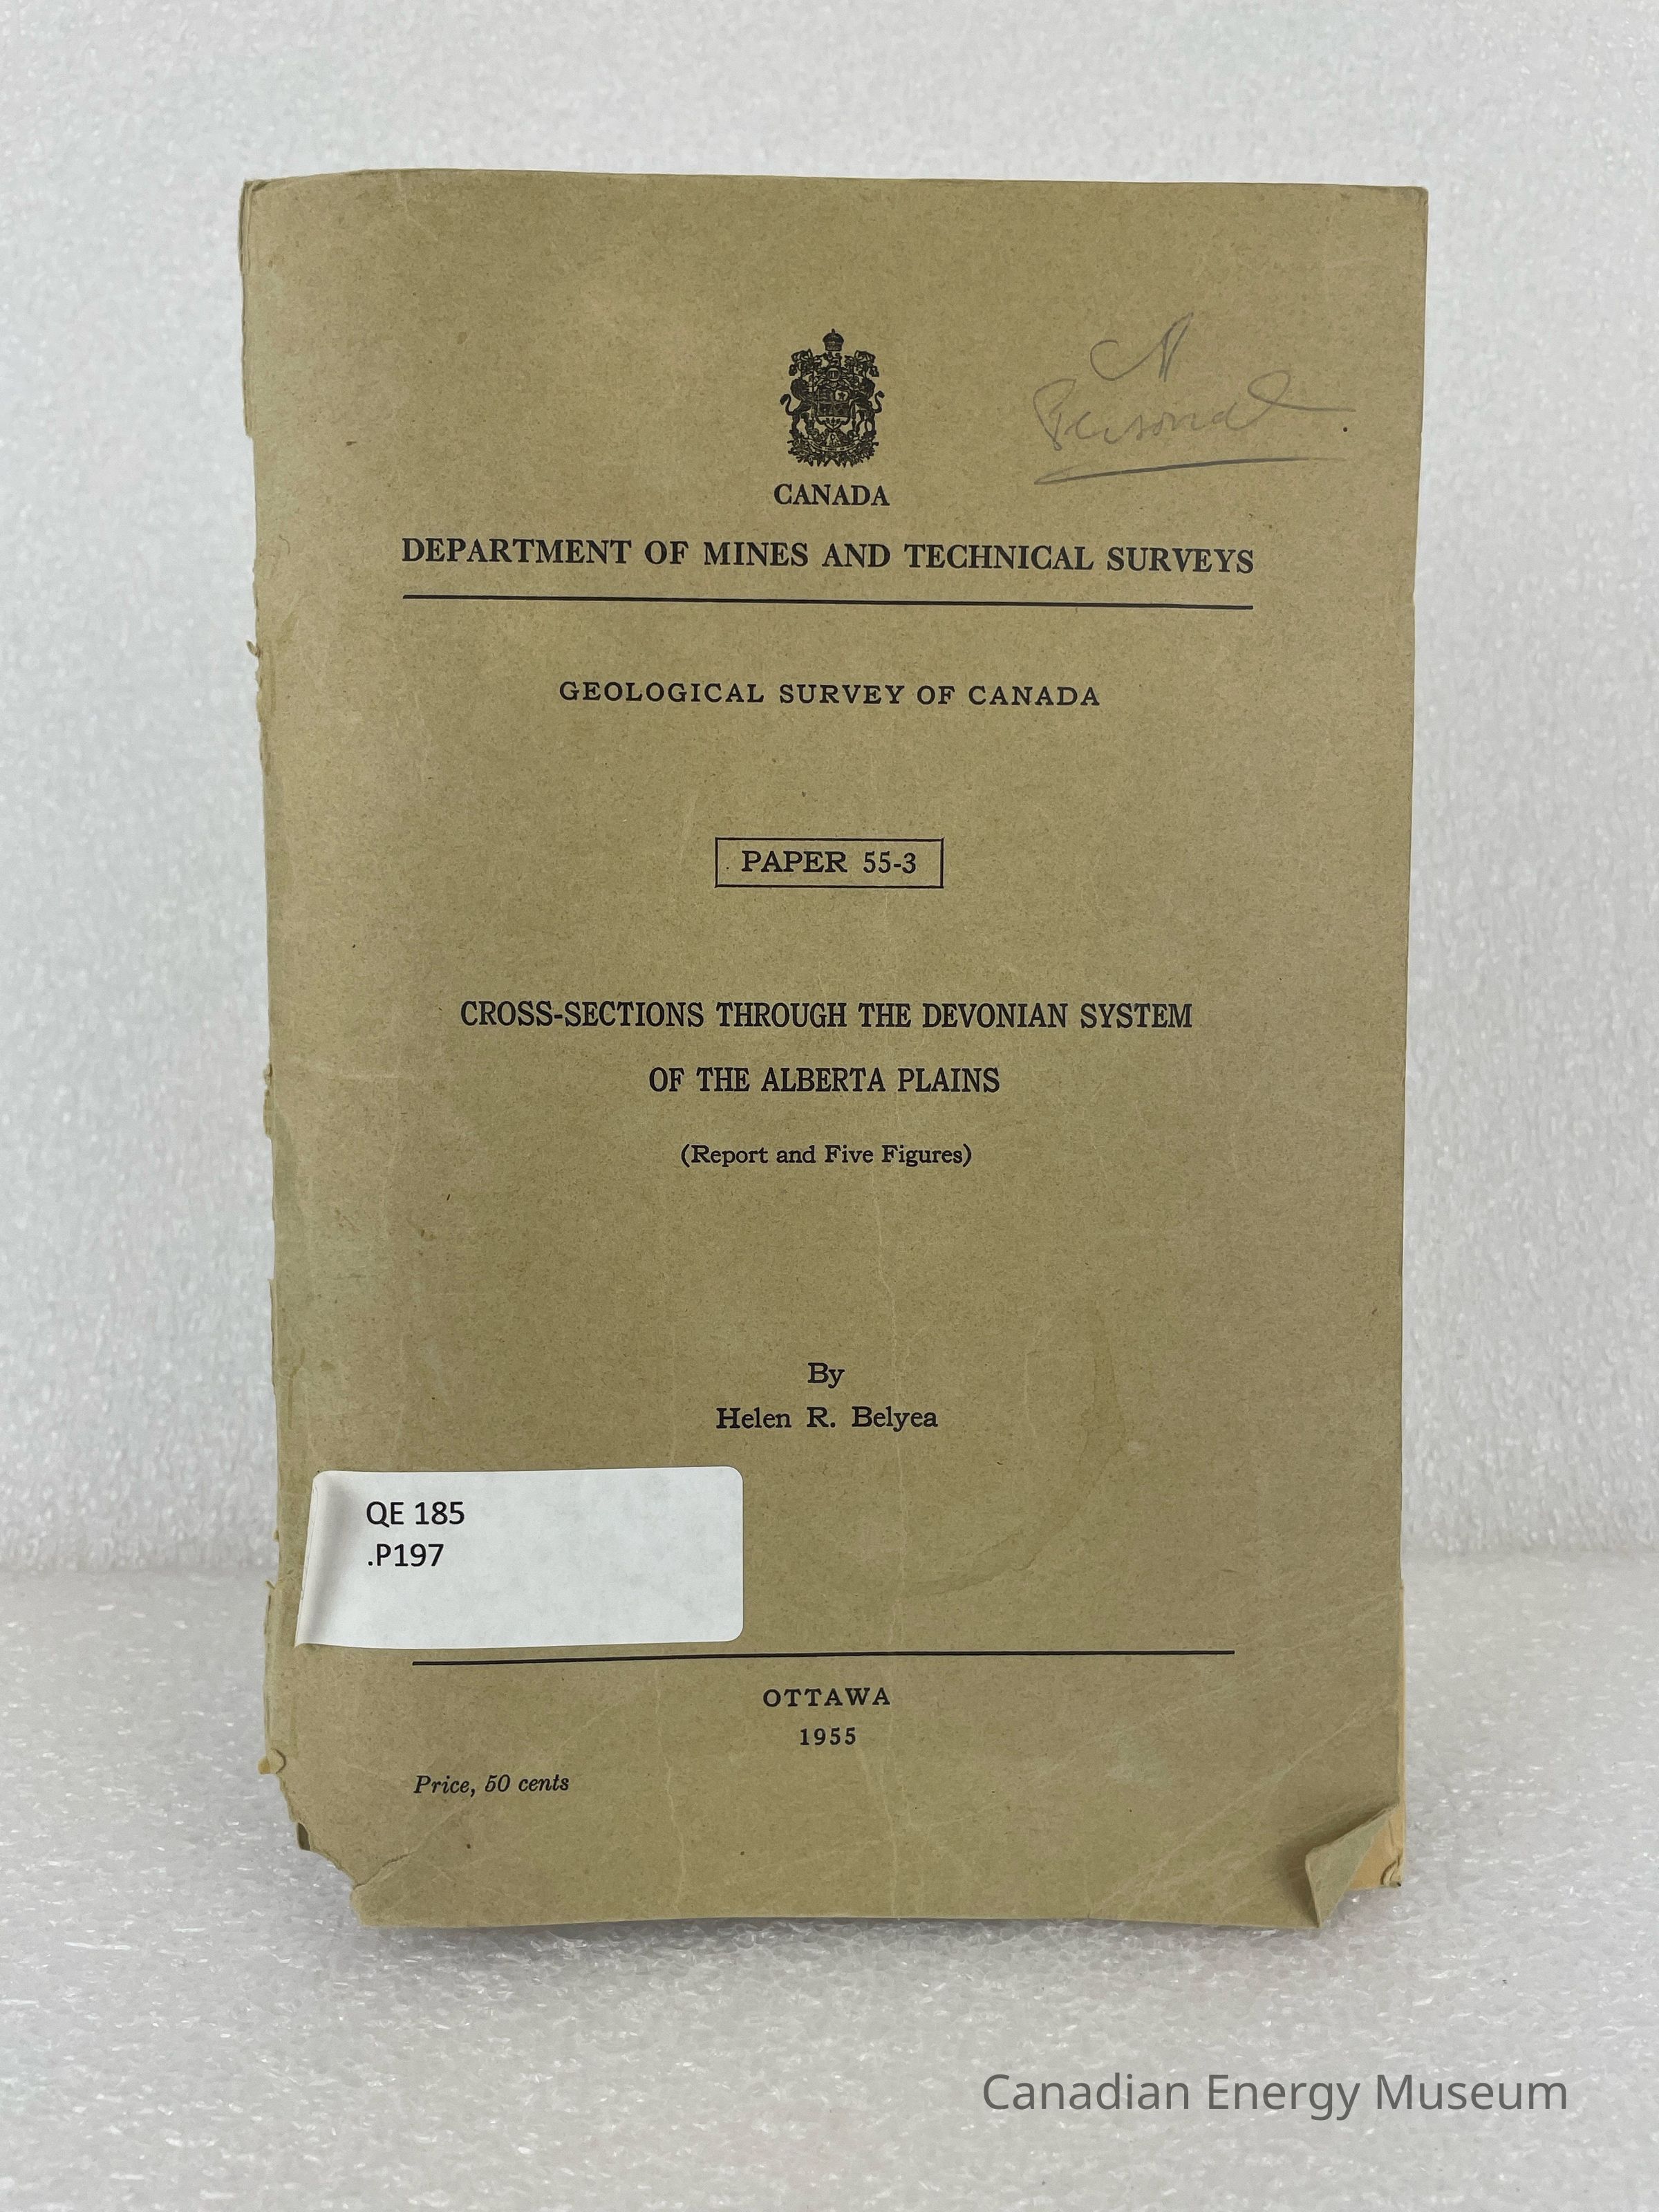 Personal
CANADA
DEPARTMENT OF MINES AND TECHNICAL SURVEYS
GEOLOGICAL SURVEY OF CANADA
PAPER 55-3
CROSS-SECTIONS THROUGH THE DEVONIAN SYSTEM
OF THE ALBERTA PLAINS
(Report and Five Figures)
By
Helen R. Belyea
QE 185
.P197
OTTAWA
1955
Price, 50 cents
Canadian Energy Museum